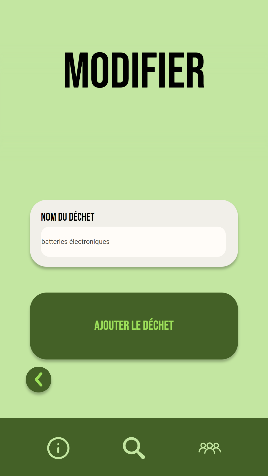 MODIFIER
NOM DU DÉCHET
batteries électroniques
AJOUTER LE DÉCHET